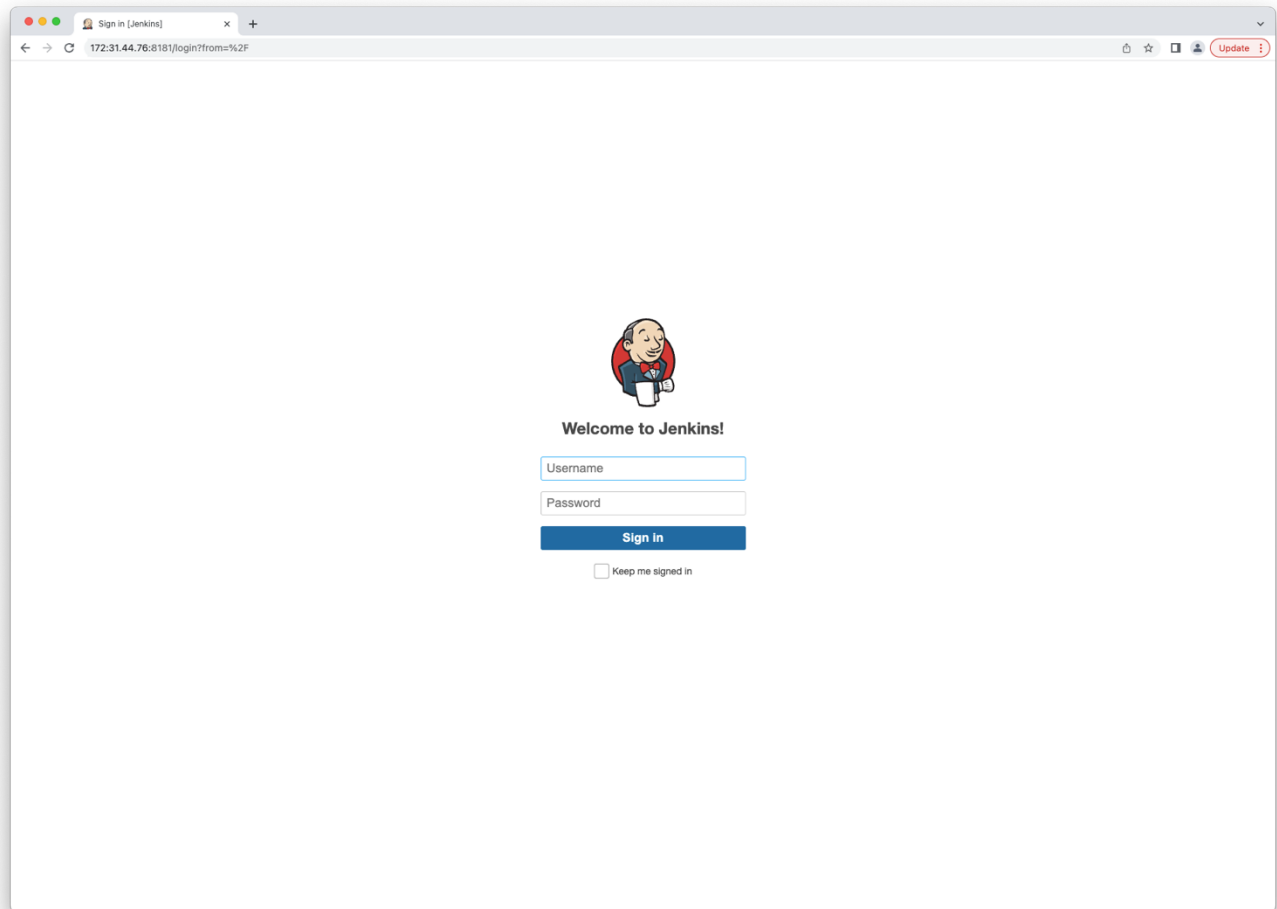 Sign in [Jenkins]
172:31.44.76:8181/login?from=%2F
Update
Welcome to Jenkins!
Username
Password
Sign in
Keep me signed in